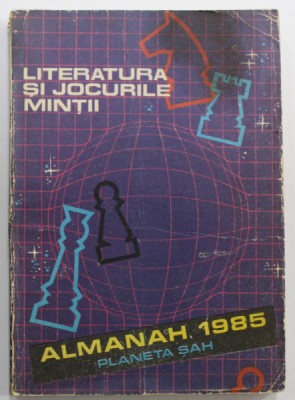 LITERATURA
ȘI JOCURILE
MINȚII
ALMANAH 1985
PLANETA ȘAH